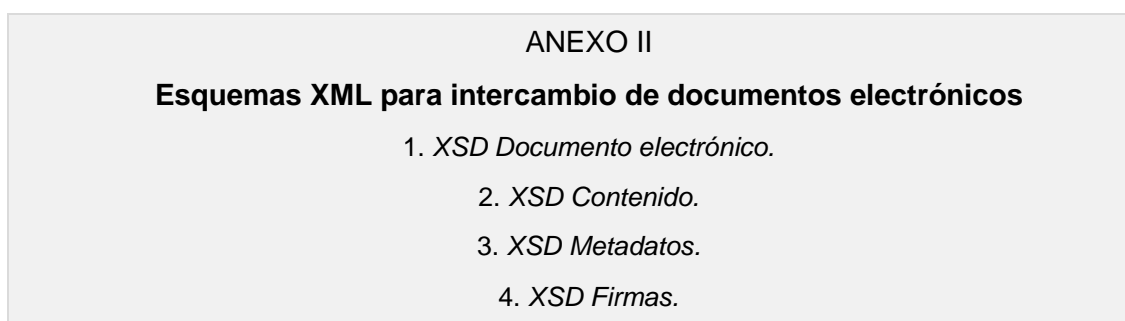 ANEXO II
Esquemas XML para intercambio de documentos electrónicos
1. XSD Documento electrónico.
2. XSD Contenido.
3. XSD Metadatos.
4. XSD Firmas.